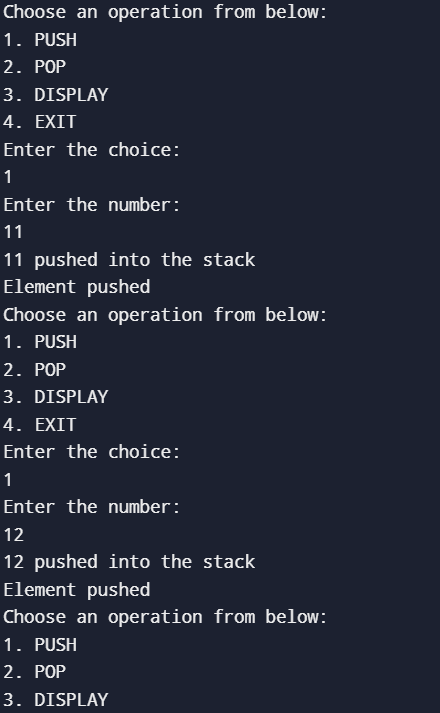 Choose an operation from below:
1. PUSH
2. POP
3. DISPLAY
4. EXIT
Enter the choice:
1
Enter the number:
11
11 pushed into the stack
Element pushed
Choose an operation from below:
1. PUSH
2. POP
3. DISPLAY
4. EXIT
Enter the choice:
1
Enter the number:
12
12 pushed into the stack
Element pushed
Choose an operation from below:
1. PUSH
2. POP
3. DISPLAY